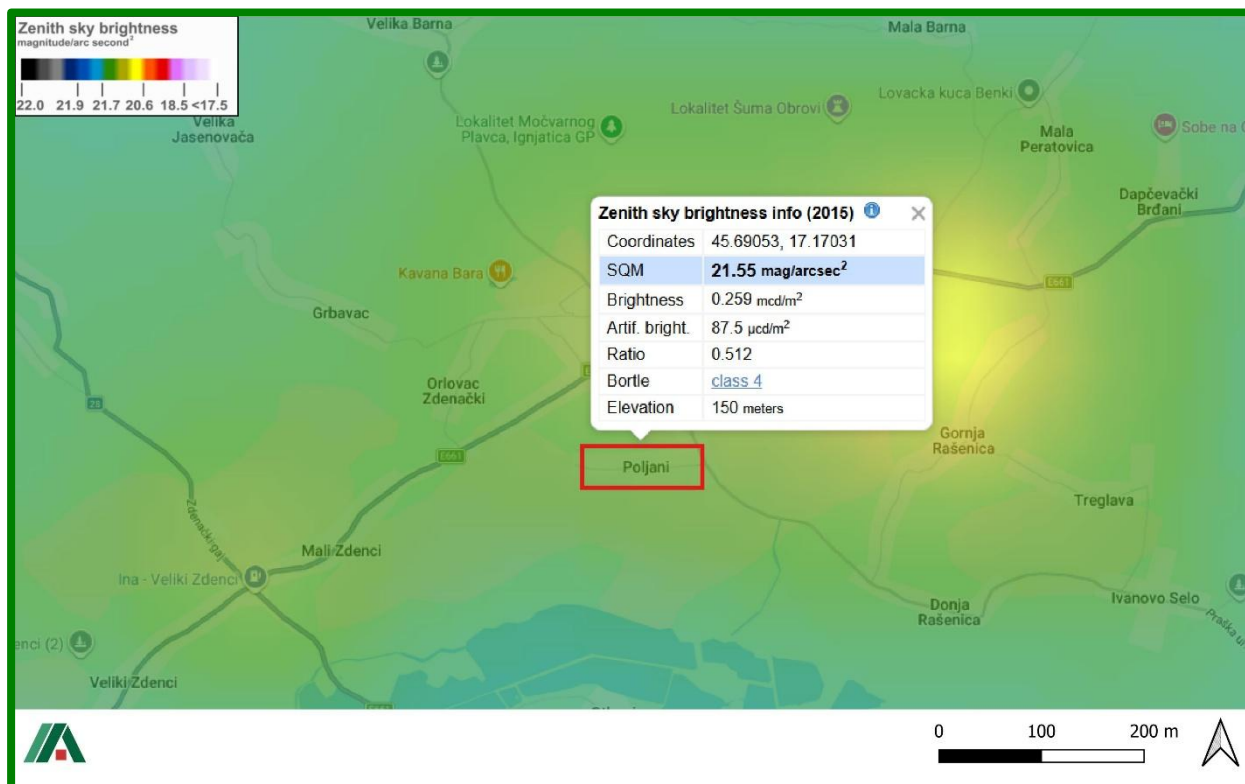 Zenith sky brightness
magnitude/arc second²
22.0 21.9 21.7 20.6 18.5 <17.5
Velika Barna
Mala Barna
Velika
Jasenovača
Lokalitet Močvarnog
Plavca, Ignjatica GP
Lokalitet Šuma Obrovi
Lovacka kuca Benki
Mala
Peratovica
Sobe na
Dapčevački
Brđani
Zenith sky brightness info (2015)
Coordinates 45.69053, 17.17031
SQM 21.55 mag/arcsec²
Brightness 0.259 mcd/m²
Artif. bright. 87.5 μcd/m²
Ratio 0.512
Bortle class 4
Elevation 150 meters
Kavana Bara
E661
Grbavac
Orlovac
Zdenački
28
E661
Poljani
Gornja
Rašenica
Treglava
Zdenački gaj
Mali Zdenci
Ina - Veliki Zdenci
Donja
Rašenica
Ivanovo Selo
Praška
enci (2)
Veliki Zdenci
0 100 200 m